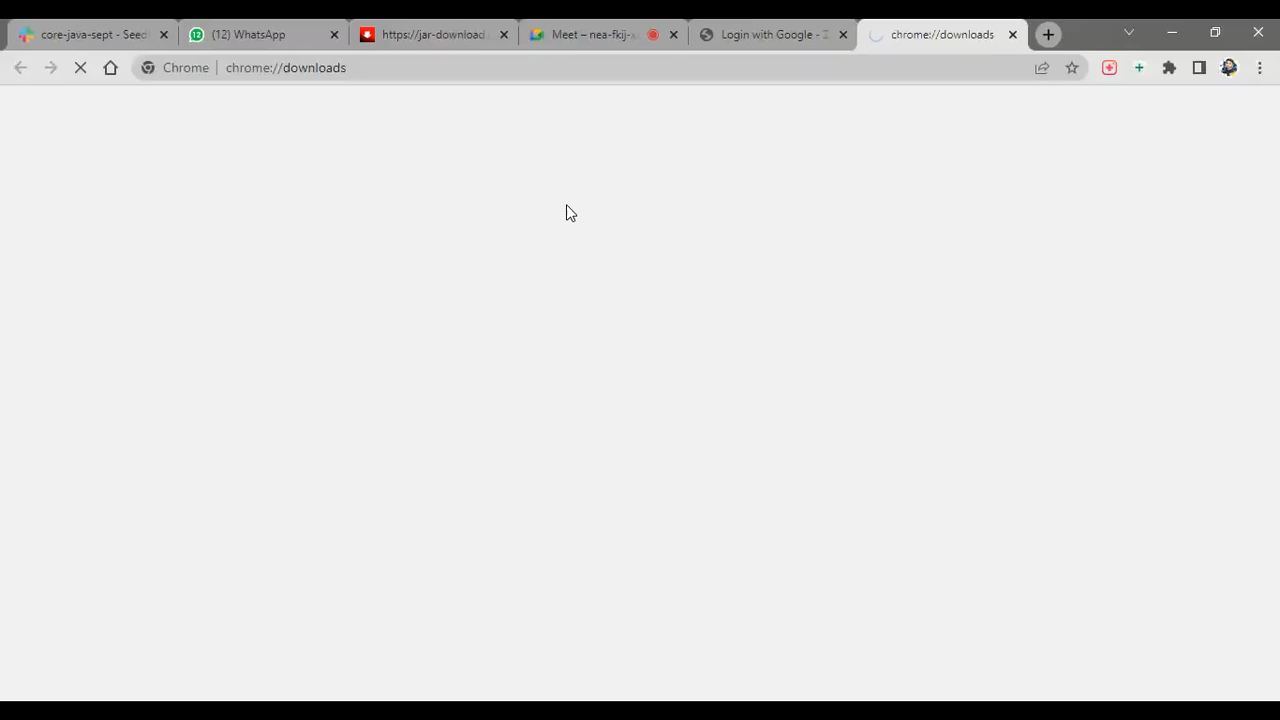 core-java-sept - Seed
12 (12) WhatsApp
https://jar-download.
Meet – nea-fkij-x
Login with Google - I
chrome://downloads
Chrome | chrome://downloads